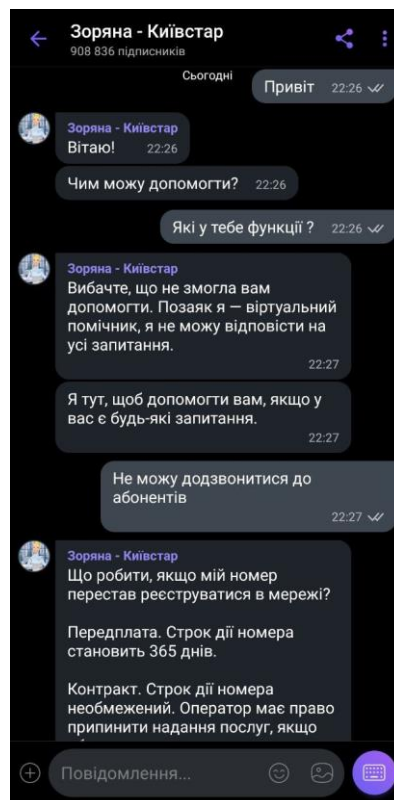 Зоряна - Київстар
908 836 підписників
Сьогодні
Привіт 22:26
Зоряна - Київстар
Вітаю! 22:26
Чим можу допомогти? 22:26
Які у тебе функції ? 22:26
Зоряна - Київстар
Вибачте, що не змогла вам
допомогти. Позаяк я — віртуальний
помічник, я не можу відповісти на
усі запитання.
22:27
Я тут, щоб допомогти вам, якщо у
вас є будь-які запитання.
22:27
Не можу додзвонитися до
абонентів
22:27
Зоряна - Київстар
Що робити, якщо мій номер
перестав реєструватися в мережі?
Передплата. Строк дії номера
становить 365 днів.
Контракт. Строк дії номера
необмежений. Оператор має право
припинити надання послуг, якщо
Повідомлення...